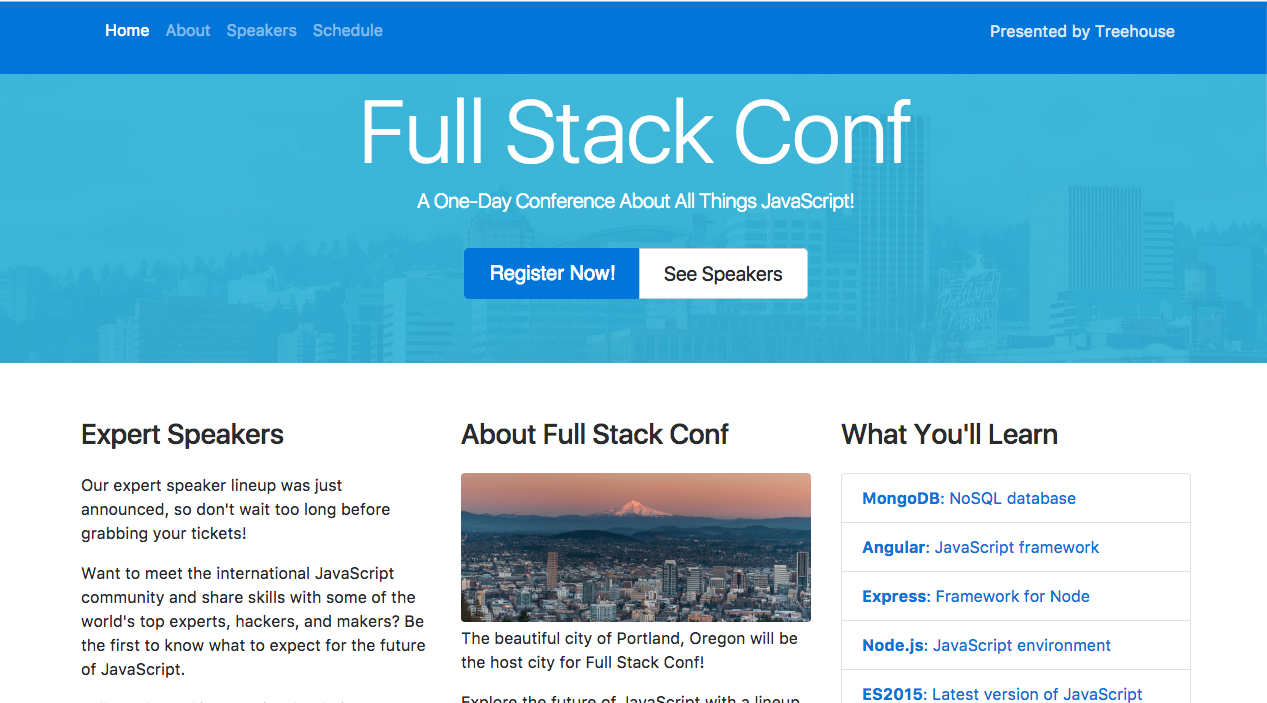 Home About Speakers Schedule
Presented by Treehouse
Full Stack Conf
A One-Day Conference About All Things JavaScript!
Register Now! See Speakers
Expert Speakers
Our expert speaker lineup was just
announced, so don't wait too long before
grabbing your tickets!
Want to meet the international JavaScript
community and share skills with some of the
world's top experts, hackers, and makers? Be
the first to know what to expect for the future
of JavaScript.
About Full Stack Conf
The beautiful city of Portland, Oregon will be
the host city for Full Stack Conf!
Explore the future of JavaScript with a lineup
What You'll Learn
MongoDB: NoSQL database
Angular: JavaScript framework
Express: Framework for Node
Node.js: JavaScript environment
ES2015: Latest version of JavaScript